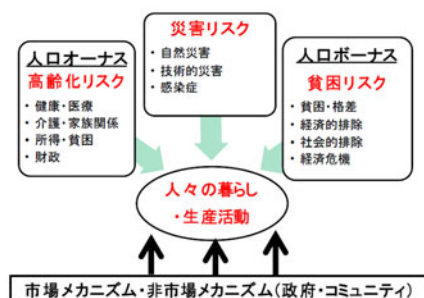 人口オーナス
高齢化リスク
・健康・医療
・介護・家族関係
・所得・貧困
・財政
災害リスク
・自然災害
・技術的災害
・感染症
人口ボーナス
貧困リスク
・貧困・格差
・経済的排除
・社会的排除
・経済危機
人々の暮らし
・生産活動
市場メカニズム・非市場メカニズム(政府・コミュニティ)